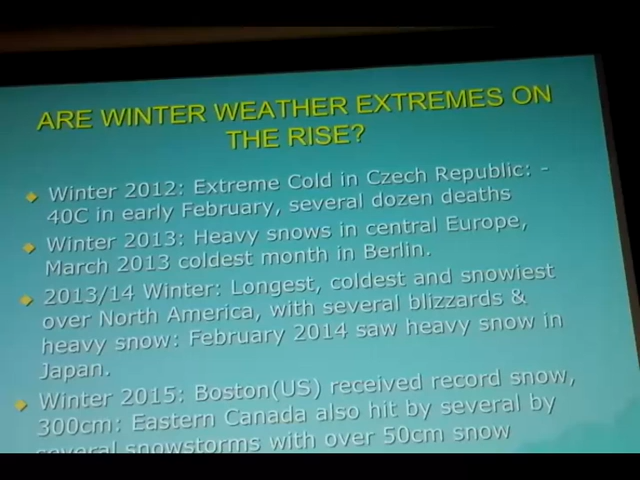 ARE WINTER WEATHER EXTREMES ON
THE RISE?
Winter 2012: Extreme Cold in Czech Republic: -
40C in early February, several dozen deaths
Winter 2013: Heavy snows in central Europe,
March 2013 coldest month in Berlin.
2013/14 Winter: Longest, coldest and snowiest
over North America, with several blizzards &
heavy snow: February 2014 saw heavy snow in
Japan.
Winter 2015: Boston(US) received record snow,
300cm: Eastern Canada also hit by several by
several snowstorms with over 50cm snow